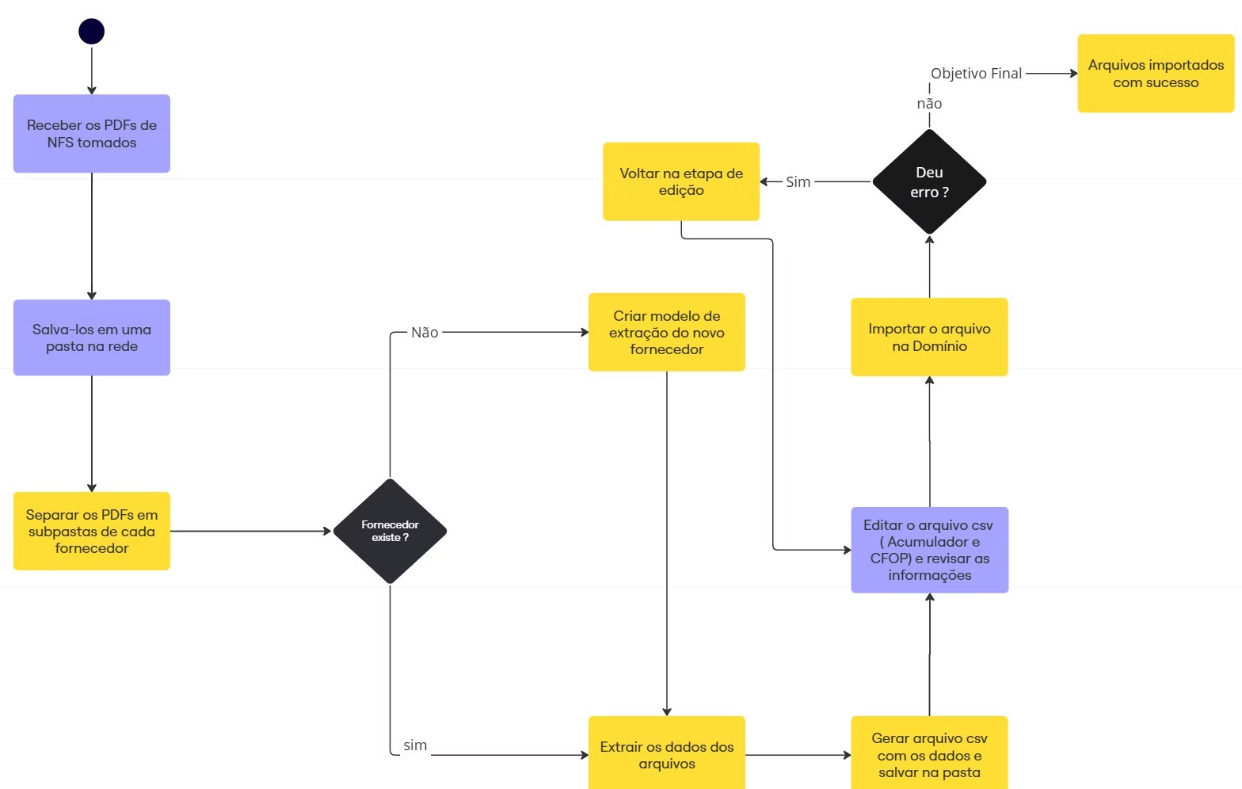 Receber os PDFs de
NFS tomados
Salva-los em uma
pasta na rede
Separar os PDFs em
subpastas de cada
fornecedor
Fornecedor
existe ?
Não
Criar modelo de
extração do novo
fornecedor
sim
Extrair os dados dos
arquivos
Gerar arquivo csv
com os dados e
salvar na pasta
Editar o arquivo csv
( Acumulador e
CFOP) e revisar as
informações
Importar o arquivo
na Domínio
Deu
erro ?
Sim
Voltar na etapa de
edição
não
Objetivo Final
Arquivos importados
com sucesso